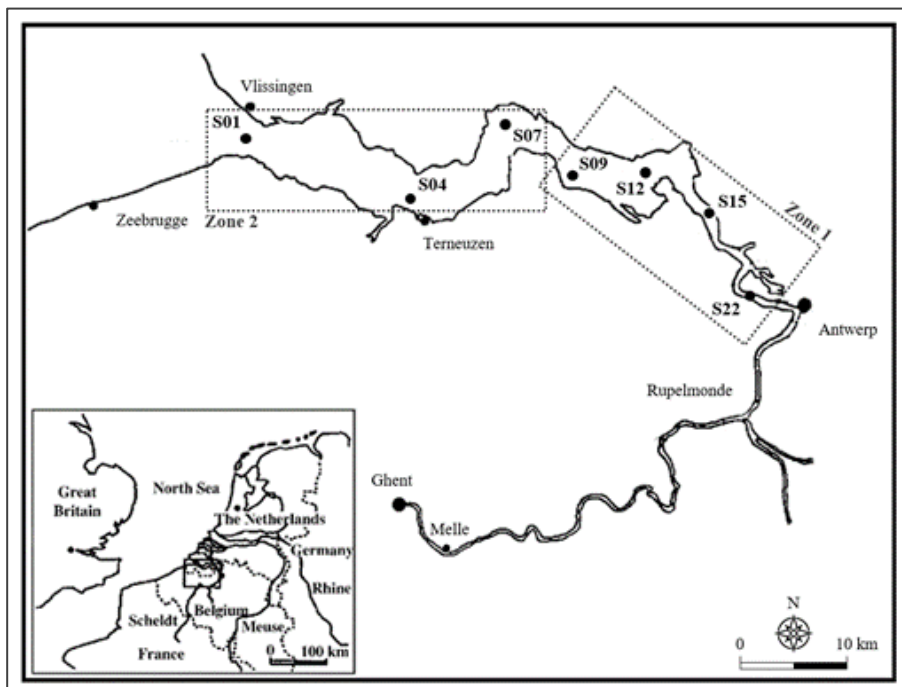 Vlissingen
S01
S07
S09
S12
S04
S15
Zone 1
Zeebrugge
Zone 2
Terneuzen
S22
Antwerp
Rupelmonde
Ghent
Melle
North Sea
Great
Britain
The Netherlands
Germany
Rhine
Belgium
Scheldt
Meuse
France
0 100 km
N
0 10 km